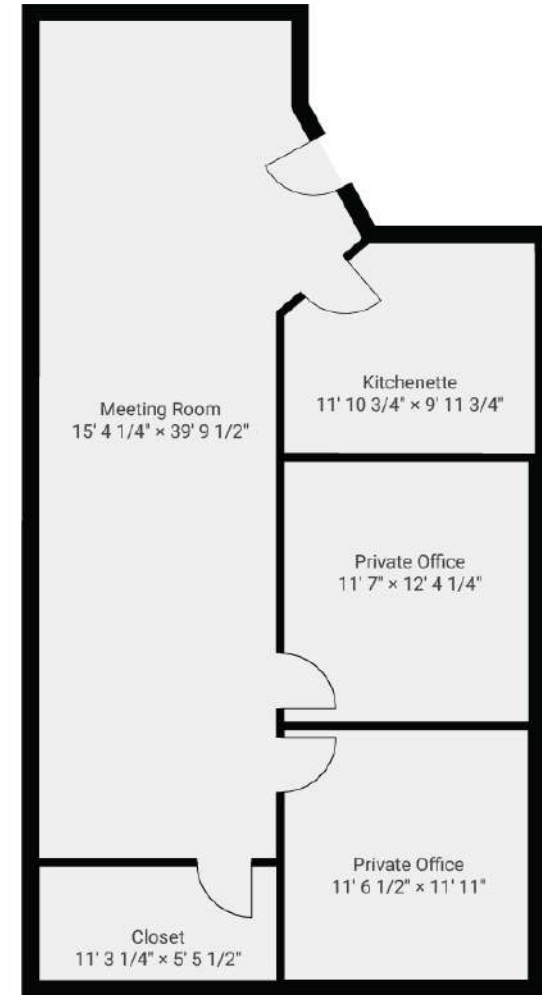 Kitchenette
11' 10 3/4" × 9' 11 3/4"
Meeting Room
15' 4 1/4" × 39' 9 1/2"
Private Office
11' 7" × 12' 4 1/4"
Private Office
11' 6 1/2" × 11' 11"
Closet
11' 3 1/4" × 5' 5 1/2"